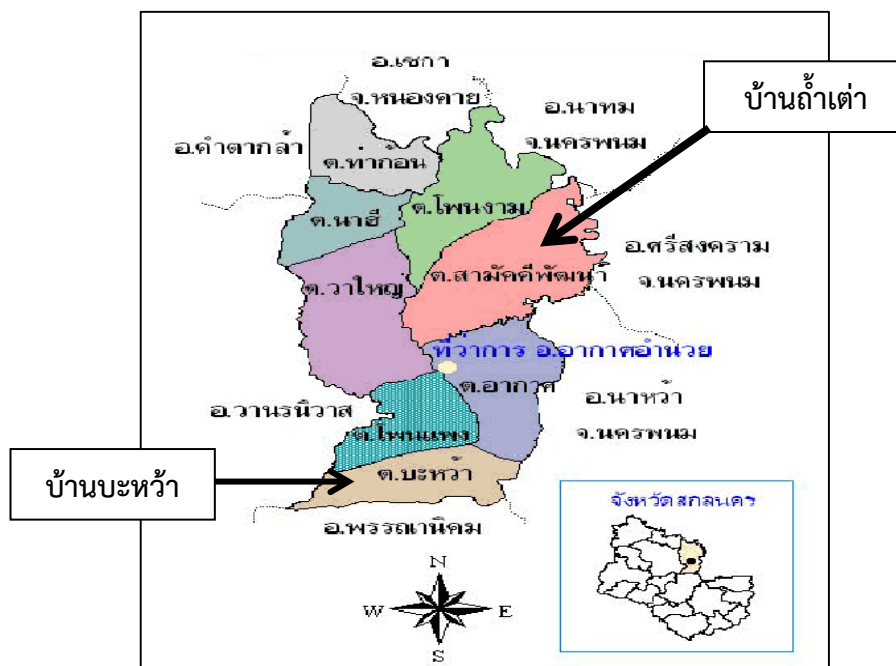 อ.เซกา
จ.หนองคาย
บ้านถ้ำเต่า
อ.นาทม
จ.นครพนม
อ.คำตากล้ำ
ต.ท่าก้อน
ต.นาฮี
ต.โพนงาม
อ.ศรีสงคราม
จ.นครพนม
ต.วาใหญ่
ต.สามัคคีพัฒนา
ที่ว่าการ อ.อากาศอำนวย
ต.อากาศ
อ.นาหว้า
จ.นครพนม
อ.วานรนิวาส
ต.โพนแพง
บ้านบะหว้า
ต.บะหว้า
จังหวัดสกลนคร
อ.พรรณานิคม
N
W E
S